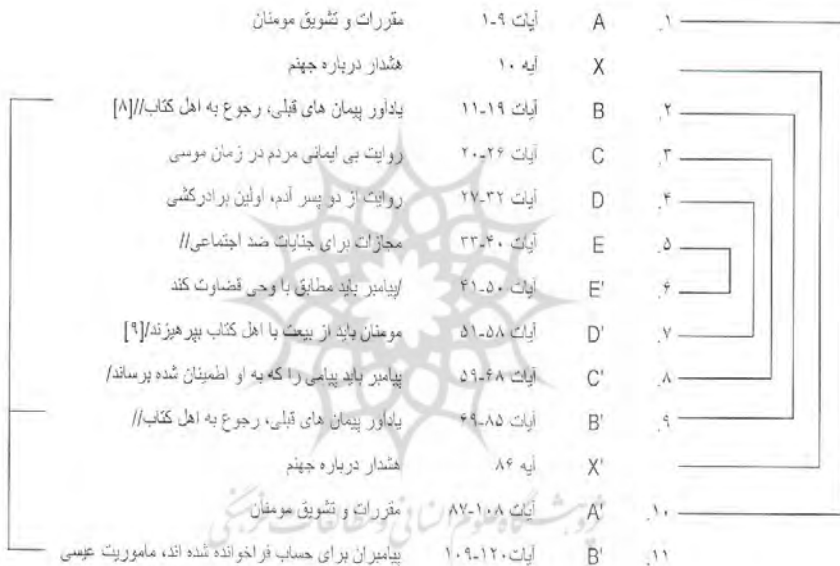 ۱. A آیات ۹-۱ مقررات و تشویق مومنان
X آیه ۱۰ هشدار درباره جهنم
۲. B آیات ۱۹-۱۱ یادآور پیمان های قبلی، رجوع به اهل کتاب//[۸]
۳. C آیات ۲۶-۲۰ روایت بی ایمانی مردم در زمان موسی
۴. D آیات ۳۲-۲۷ روایت از دو پسر آدم، اولین برادرکشی
۵. E آیات ۴۰-۳۳ مجازات برای جنایات ضد اجتماعی//
۶. E' آیات ۵۰-۴۱ /پیامبر باید مطابق با وحی قضاوت کند
۷. D' آیات ۵۸-۵۱ مومنان باید از بیعت با اهل کتاب بپرهیزند/[۹]
۸. C' آیات ۶۸-۵۹ پیامبر باید پیامی را که به او اطمینان شده برساند/
۹. B' آیات ۸۵-۶۹ یادآور پیمان های قبلی، رجوع به اهل کتاب//
X' آیه ۸۶ هشدار درباره جهنم
۱۰. A' آیات ۱۰۸-۸۷ مقررات و تشویق مومنان
پژوهشگاه علوم انسانی و مطالعات فرهنگی
۱۱. B' آیات ۱۲۰-۱۰۹ پیامبران برای حساب فراخوانده شده اند، ماموریت عیسی